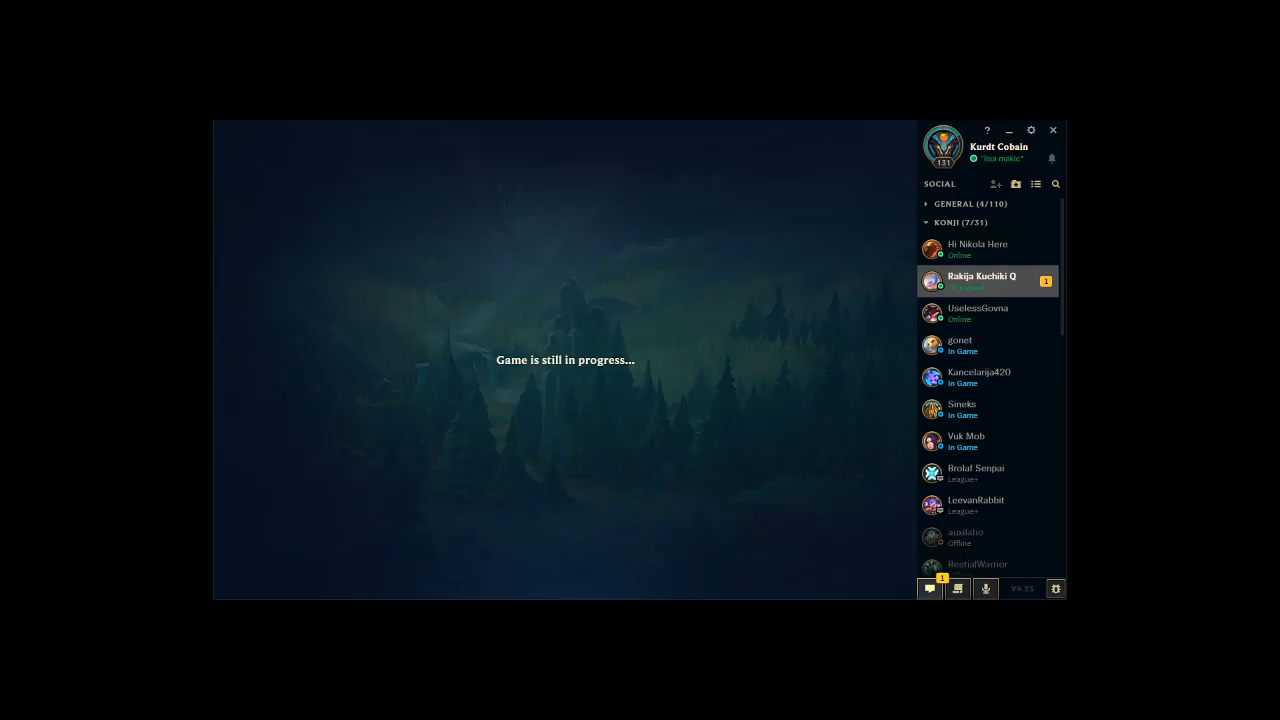 ?
Kurdt Cobain
131
SOCIAL
GENERAL (4/110)
KONJI (7/31)
Hi Nikola Here
Online
Rakija Kuchiki Q
1
UselessGovna
Online
gonet
In Game
Kancelarija420
In Game
Sineks
In Game
Vuk Mob
In Game
Brolaf Senpai
League+
LeevanRabbit
League+
auxilatio
Offline
BestialWarrior
1
V9.23
Game is still in progress...